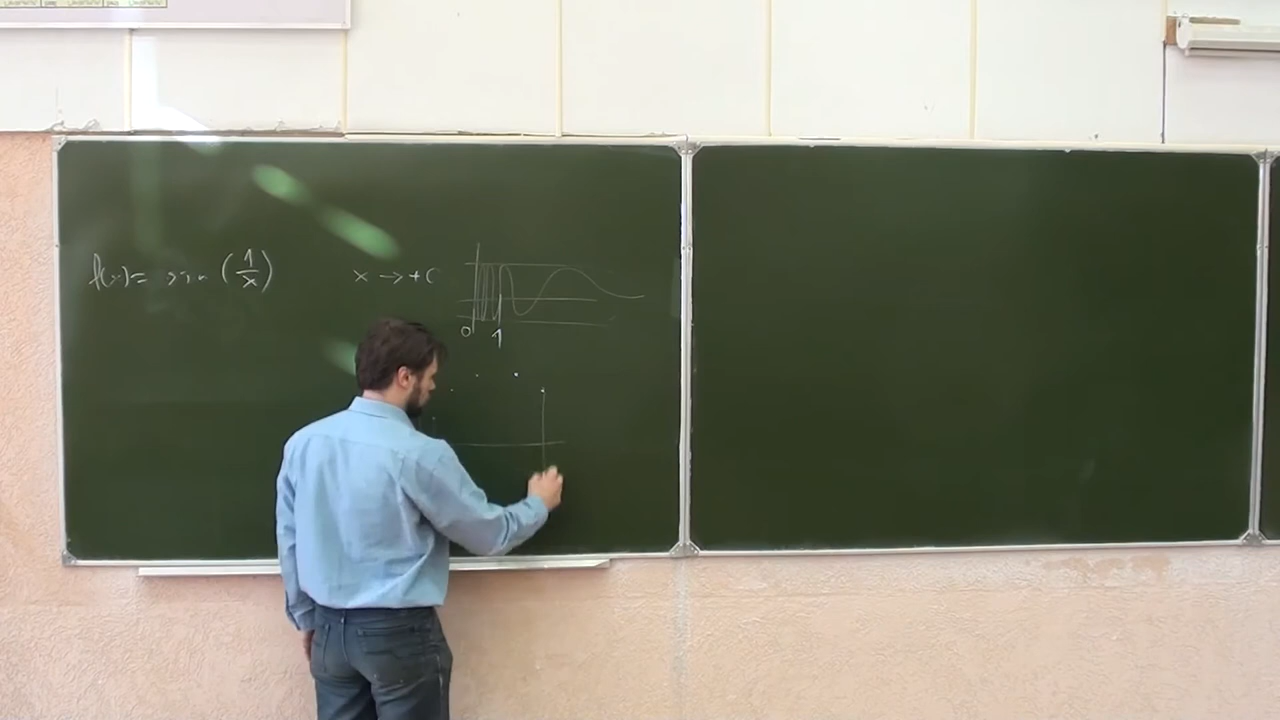 f(x) = sin (1/x) x → +0
0 1